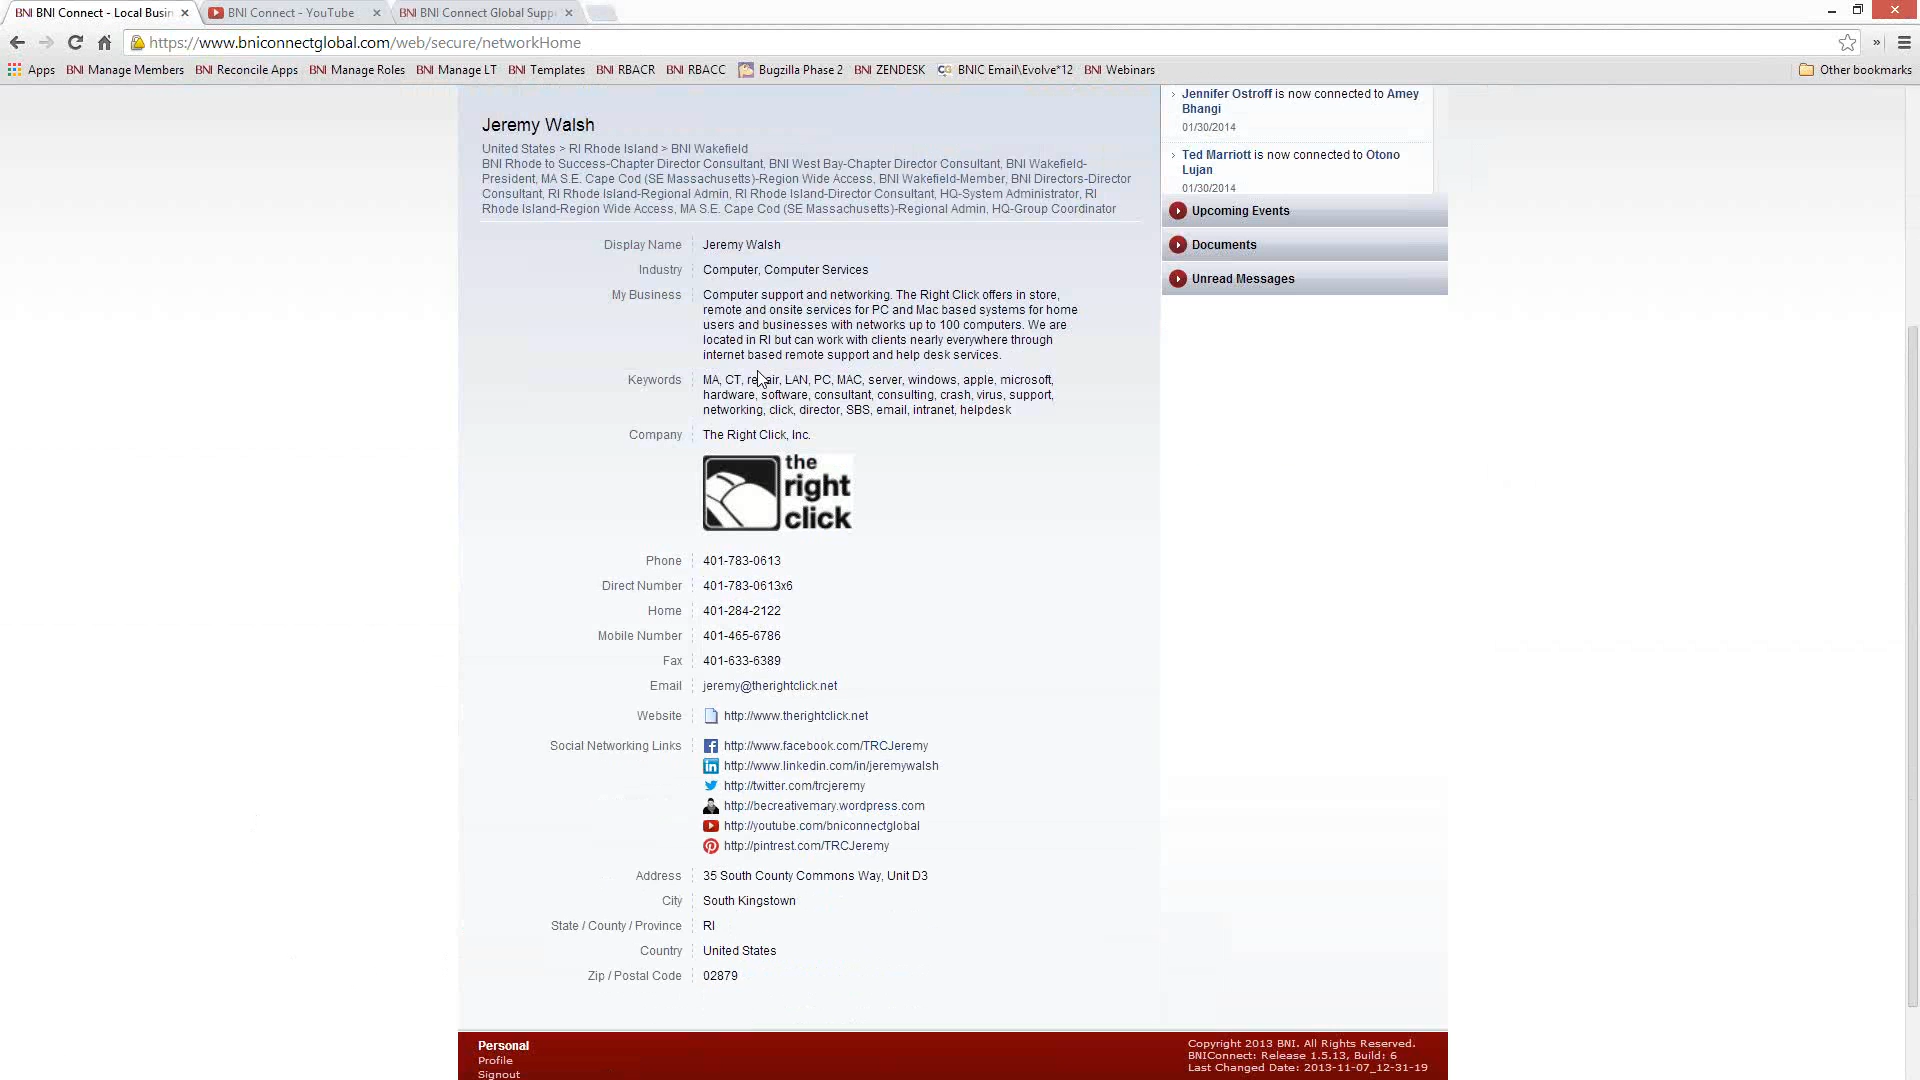 BNI BNI Connect - Local Busin
BNI Connect - YouTube
BNI BNI Connect Global Supp
https://www.bniconnectglobal.com/web/secure/networkHome
Apps
BNI Manage Members
BNI Reconcile Apps
BNI Manage Roles
BNI Manage LT
BNI Templates
BNI RBACR
BNI RBACC
Bugzilla Phase 2
BNI ZENDESK
BNIC Email\Evolve*12
BNI Webinars
Other bookmarks
Jeremy Walsh
United States > RI Rhode Island > BNI Wakefield
BNI Rhode to Success-Chapter Director Consultant, BNI West Bay-Chapter Director Consultant, BNI Wakefield-
President, MA S.E. Cape Cod (SE Massachusetts)-Region Wide Access, BNI Wakefield-Member, BNI Directors-Director
Consultant, RI Rhode Island-Regional Admin, RI Rhode Island-Director Consultant, HQ-System Administrator, RI
Rhode Island-Region Wide Access, MA S.E. Cape Cod (SE Massachusetts)-Regional Admin, HQ-Group Coordinator
Display Name Jeremy Walsh
Industry Computer, Computer Services
My Business Computer support and networking. The Right Click offers in store,
remote and onsite services for PC and Mac based systems for home
users and businesses with networks up to 100 computers. We are
located in RI but can work with clients nearly everywhere through
internet based remote support and help desk services.
Keywords MA, CT, repair, LAN, PC, MAC, server, windows, apple, microsoft,
hardware, software, consultant, consulting, crash, virus, support,
networking, click, director, SBS, email, intranet, helpdesk
Company The Right Click, Inc.
the
right
click
Phone 401-783-0613
Direct Number 401-783-0613x6
Home 401-284-2122
Mobile Number 401-465-6786
Fax 401-633-6389
Email jeremy@therightclick.net
Website http://www.therightclick.net
Social Networking Links http://www.facebook.com/TRCJeremy
http://www.linkedin.com/in/jeremywalsh
http://twitter.com/trcjeremy
http://becreativemary.wordpress.com
http://youtube.com/bniconnectglobal
http://pintrest.com/TRCJeremy
Address 35 South County Commons Way, Unit D3
City South Kingstown
State / County / Province RI
Country United States
Zip / Postal Code 02879
Jennifer Ostroff is now connected to Amey
Bhangi
01/30/2014
Ted Marriott is now connected to Otono
Lujan
01/30/2014
Upcoming Events
Documents
Unread Messages
Personal
Profile
Signout
Copyright 2013 BNI. All Rights Reserved.
BNIConnect: Release 1.5.13, Build: 6
Last Changed Date: 2013-11-07_12-31-19